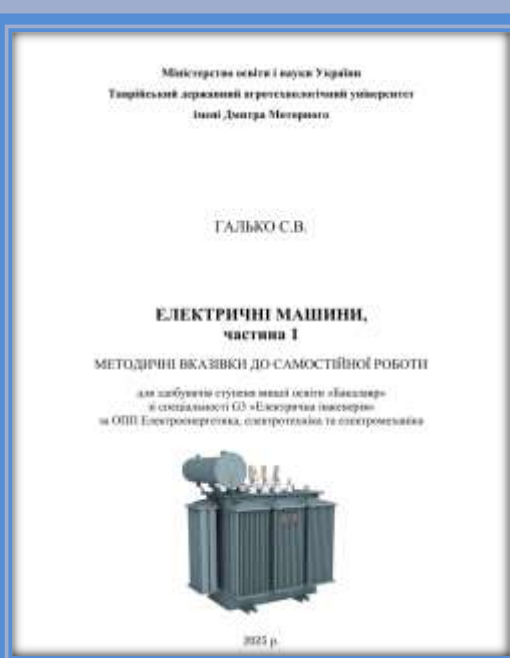 Міністерство освіти і науки України
Таврійський державний агротехнологічний університет
імені Дмитра Моторного
ГАЛЬКО С.В.
ЕЛЕКТРИЧНІ МАШИНИ,
частина 1
МЕТОДИЧНІ ВКАЗІВКИ ДО САМОСТІЙНОЇ РОБОТИ
для здобувачів ступеня вищої освіти «Бакалавр»
зі спеціальності G3 «Електрична інженерія»
за ОПП Електроенергетика, електротехніка та електромеханіка
2025 р.